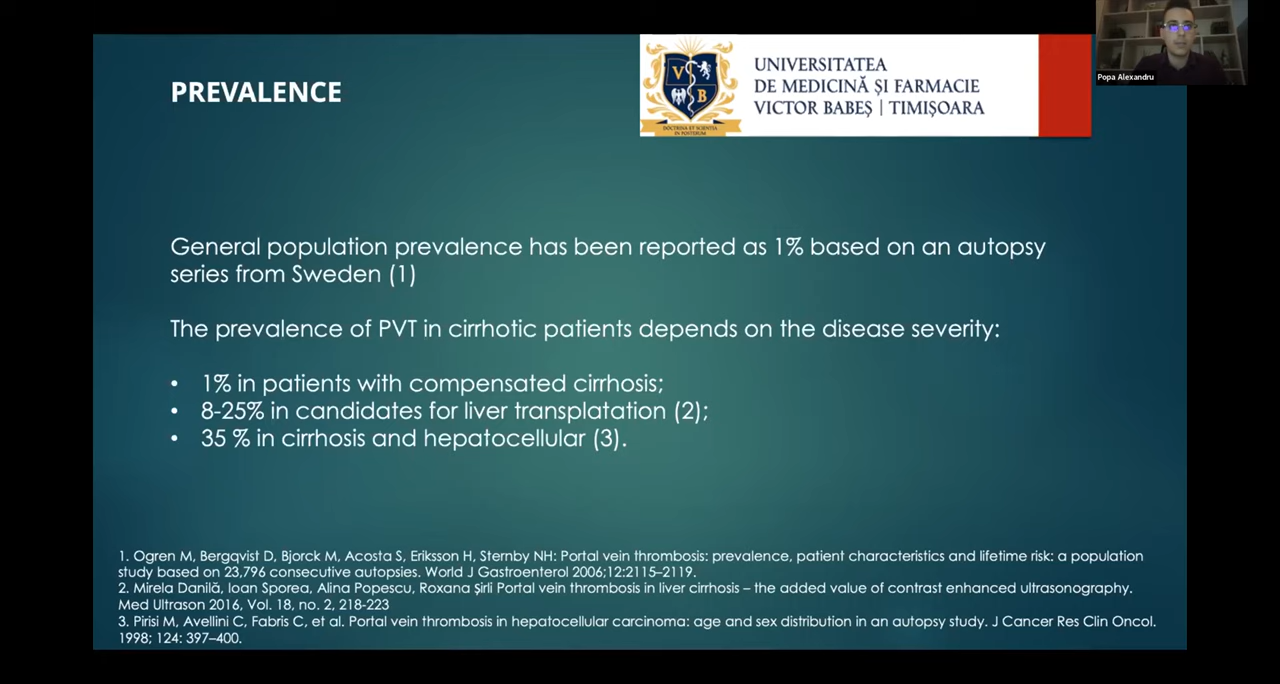 PREVALENCE
V
B
DOCTRINA ET SCIENTIA
IN POSTERUM
UNIVERSITATEA
DE MEDICINĂ ȘI FARMACIE
VICTOR BABEȘ | TIMIȘOARA
Popa Alexandru
General population prevalence has been reported as 1% based on an autopsy
series from Sweden (1)
The prevalence of PVT in cirrhotic patients depends on the disease severity:
• 1% in patients with compensated cirrhosis;
• 8-25% in candidates for liver transplatation (2);
• 35 % in cirrhosis and hepatocellular (3).
1. Ogren M, Bergqvist D, Bjorck M, Acosta S, Eriksson H, Sternby NH: Portal vein thrombosis: prevalence, patient characteristics and lifetime risk: a population
study based on 23,796 consecutive autopsies. World J Gastroenterol 2006;12:2115–2119.
2. Mirela Danilă, Ioan Sporea, Alina Popescu, Roxana Șirli Portal vein thrombosis in liver cirrhosis – the added value of contrast enhanced ultrasonography.
Med Ultrason 2016, Vol. 18, no. 2, 218-223
3. Pirisi M, Avellini C, Fabris C, et al. Portal vein thrombosis in hepatocellular carcinoma: age and sex distribution in an autopsy study. J Cancer Res Clin Oncol.
1998; 124: 397–400.